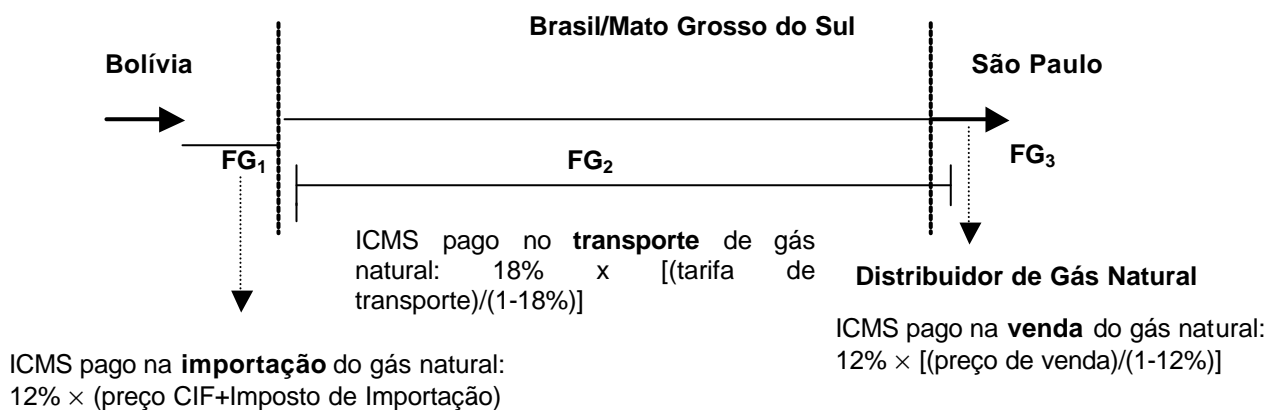 Brasil/Mato Grosso do Sul
Bolívia
São Paulo
FG₁
FG₂
FG₃
ICMS pago no transporte de gás
natural: 18% x [(tarifa de
transporte)/(1-18%)]
Distribuidor de Gás Natural
ICMS pago na venda do gás natural:
12% × [(preço de venda)/(1-12%)]
ICMS pago na importação do gás natural:
12% × (preço CIF+Imposto de Importação)